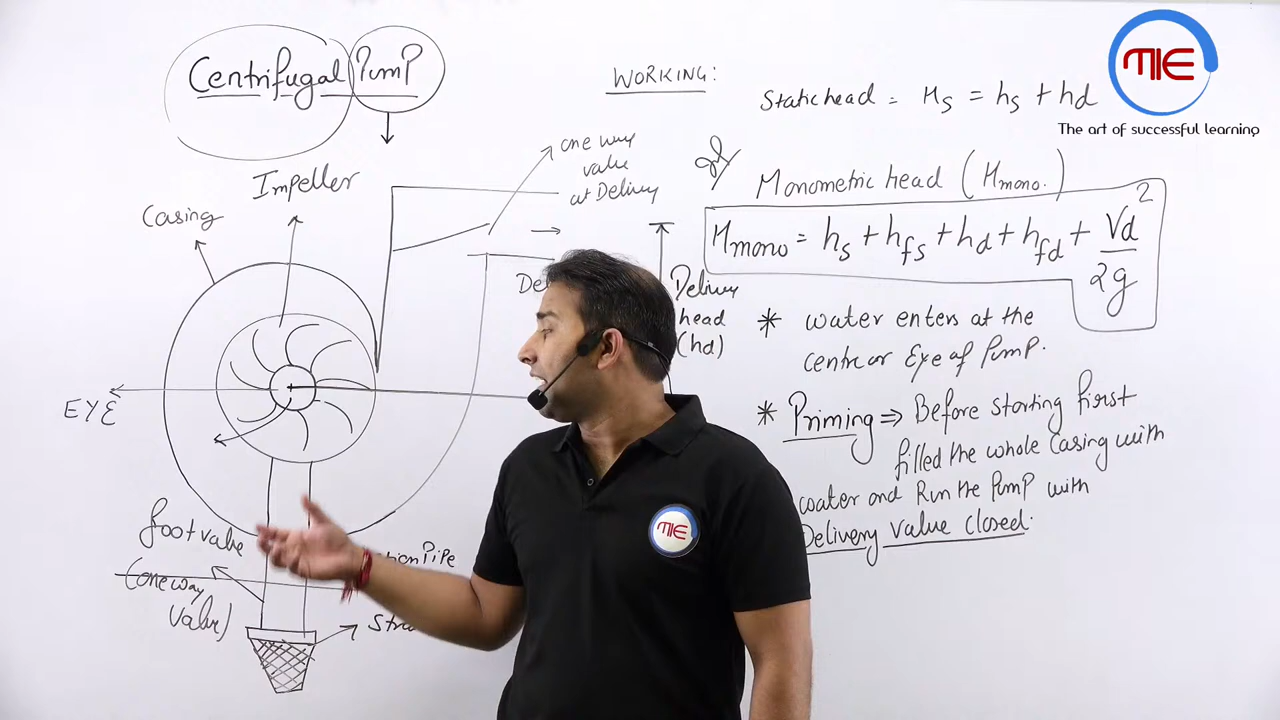 Centrifugal Pump
WORKING:
Static head = Hs = hs + hd
MIE
The art of successful learning
Impeller
Casing
one way
valve
at Delivery
Monometric head (Hmono.)
Hmono = hs + hfs + hd + hfd + Vd²/2g
Delivery
head
(hd)
* water enters at the
centre or Eye of Pump.
EYE
* Priming ⇒ Before starting first
filled the whole Casing with
water and Run the Pump with
Delivery valve closed.
foot valve
(one way
valve)
Pipe
MIE